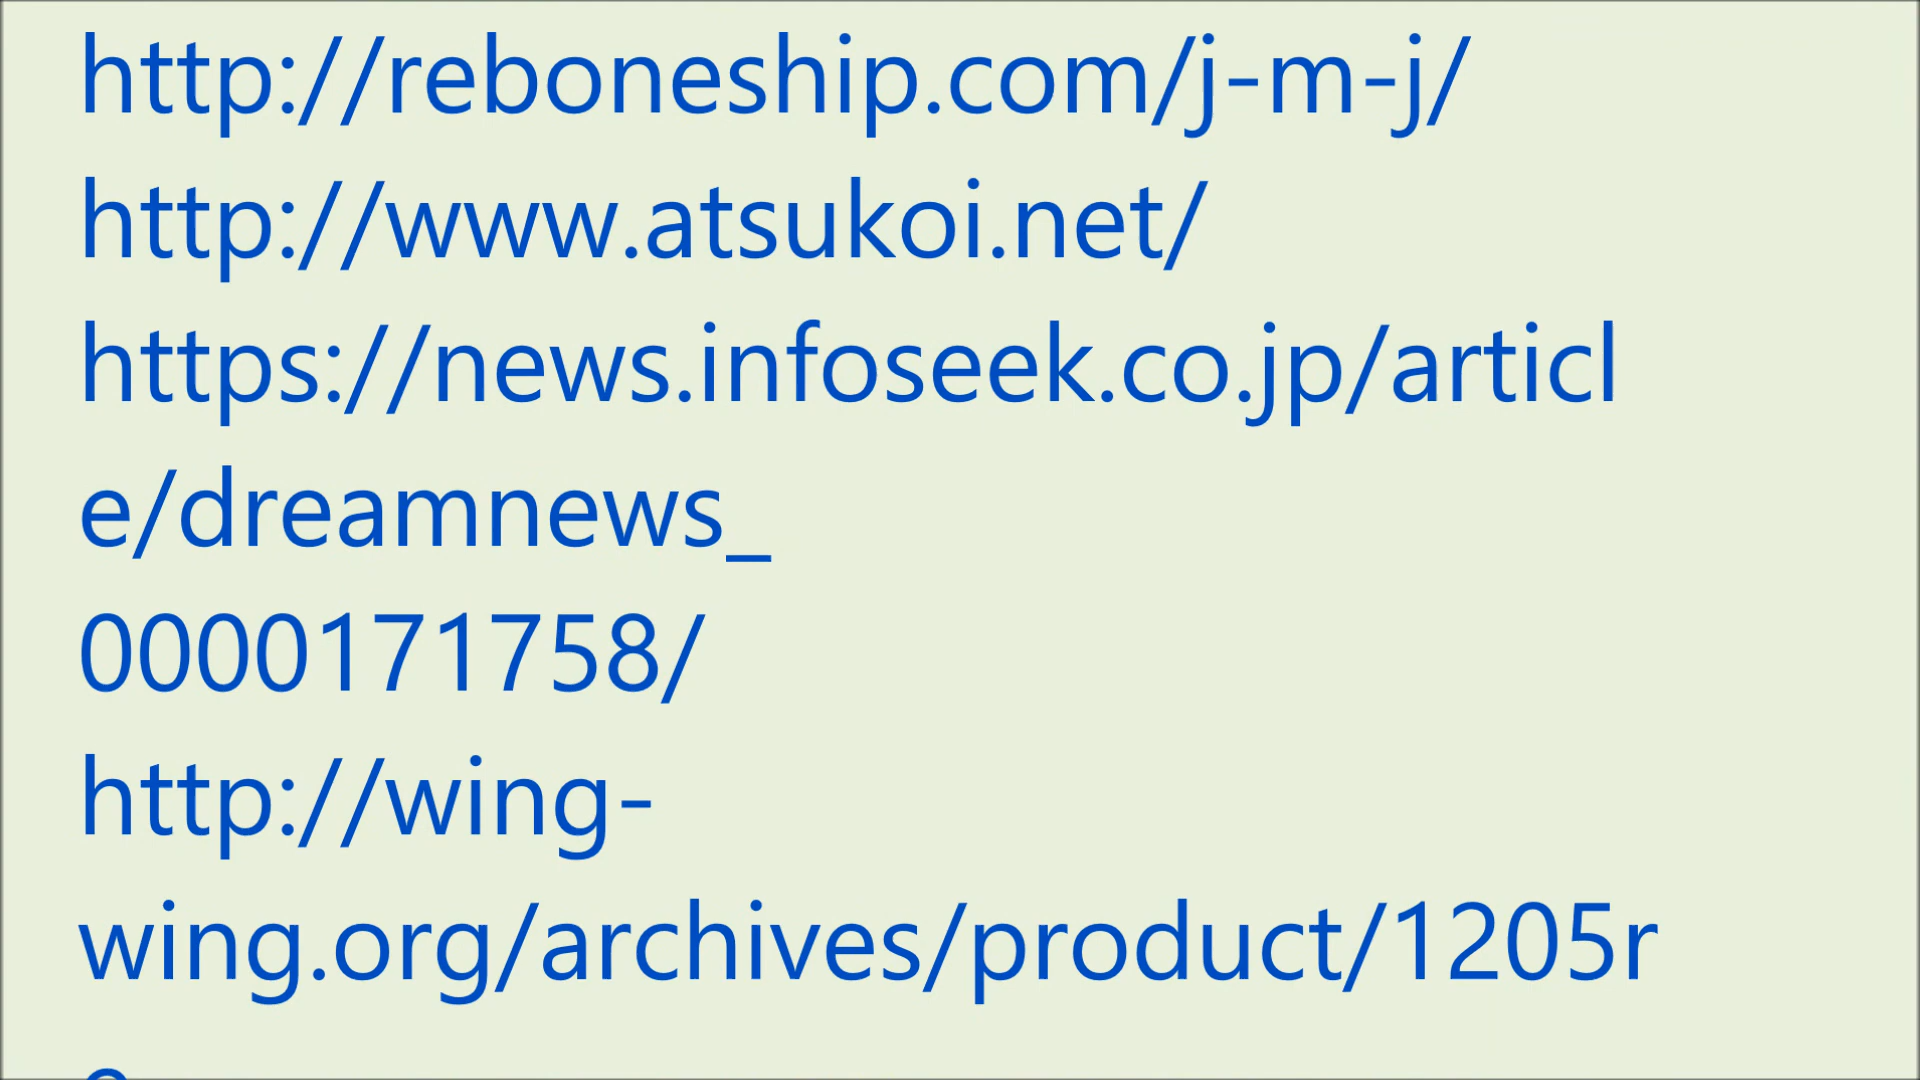 http://reboneship.com/j-m-j/
http://www.atsukoi.net/
https://news.infoseek.co.jp/articl
e/dreamnews_
0000171758/
http://wing-
wing.org/archives/product/1205r